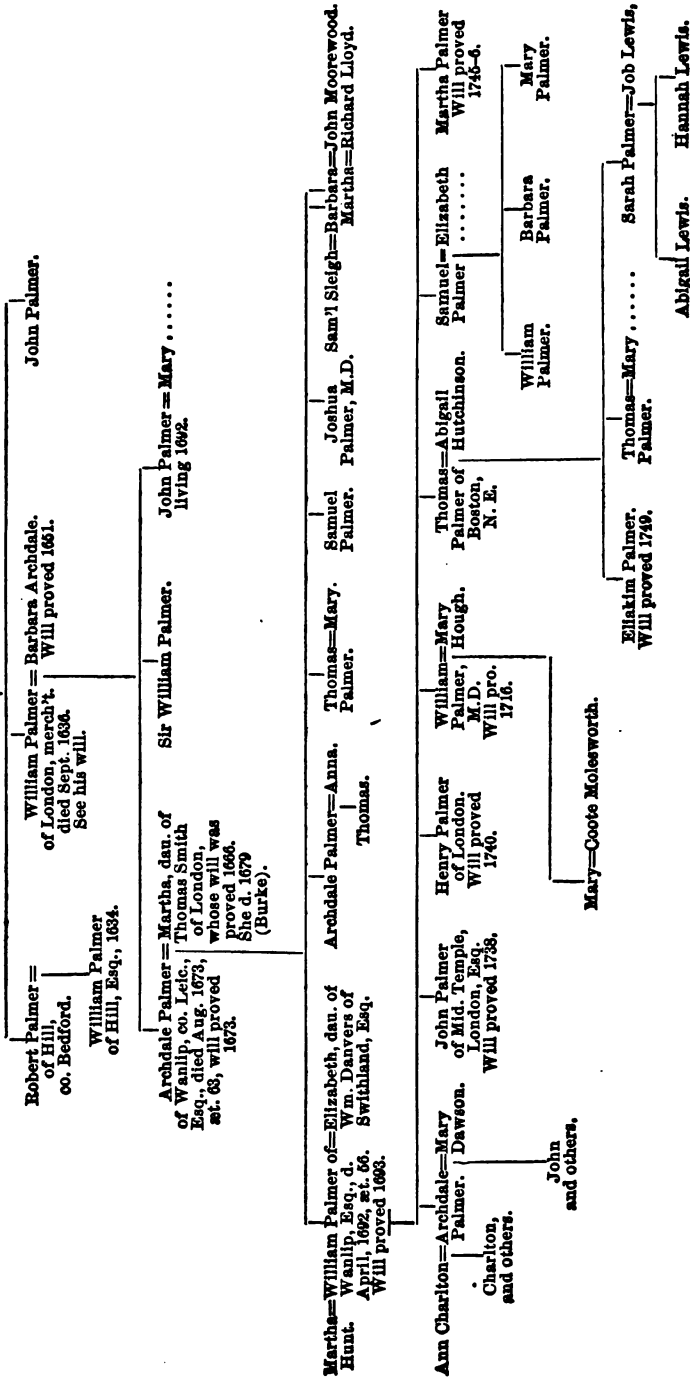 John Palmer.
Robert Palmer =
of Hill,
co. Bedford.
William Palmer
of Hill, Esq., 1634.
William Palmer = Barbara Archdale.
of London, merch't. Will proved 1651.
died Sept. 1636.
See his will.
Archdale Palmer = Martha, dau. of
of Wanlip, co. Leic., Thomas Smith
Esq., died Aug. 1673, of London,
æt. 63, will proved whose will was
1673. proved 1666.
She d. 1679
(Burke).
Sir William Palmer.
John Palmer = Mary . . . . . .
living 1692.
Martha=William Palmer of=Elizabeth, dau. of
Hunt. Wanlip, Esq., d. Wm. Danvers of
April, 1692, æt. 56. Swithland, Esq.
Will proved 1693.
Archdale Palmer=Anna.
Thomas.
Thomas=Mary.
Palmer.
Samuel
Palmer.
Joshua
Palmer, M.D.
Sam'l Sleigh=Barbara=John Moorewood.
Martha=Richard Lloyd.
Ann Charlton=Archdale=Mary
Palmer. Dawson.
Charlton,
and others.
John
and others.
John Palmer
of Mid. Temple,
London, Esq.
Will proved 1738.
Henry Palmer
of London.
Will proved
1740.
William=Mary
Palmer, Hough.
M.D.
Will pro.
1716.
Mary=Coote Molesworth.
Thomas=Abigail
Palmer of Hutchinson.
Boston,
N. E.
Samuel=Elizabeth
Palmer . . . . . . .
Martha Palmer
Will proved
1745-6.
William
Palmer.
Barbara
Palmer.
Mary
Palmer.
Eliakim Palmer.
Will proved 1749.
Thomas=Mary . . . . . .
Palmer.
Sarah Palmer=Job Lewis,
Abigail Lewis. Hannah Lewis.